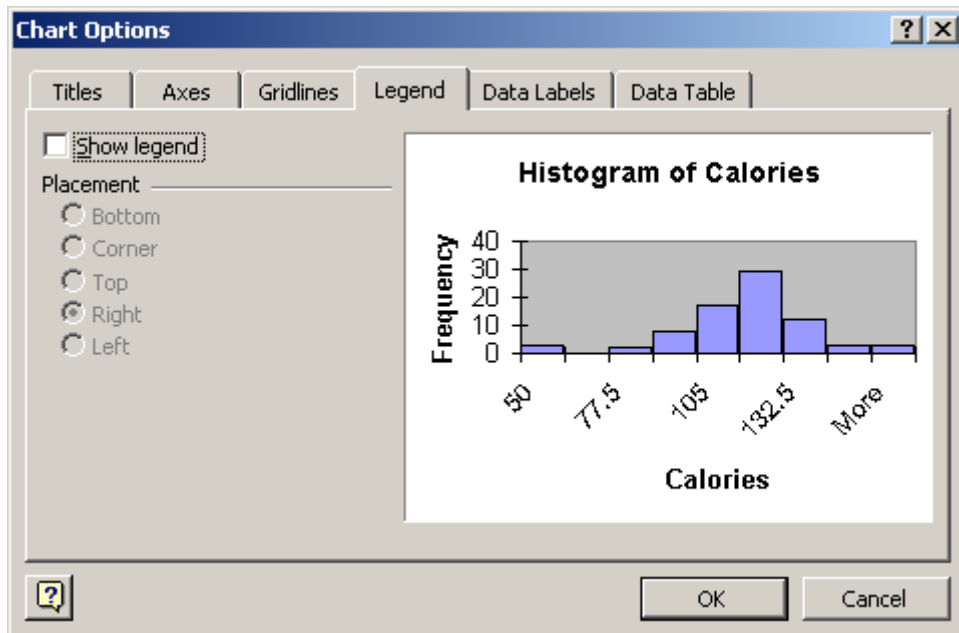 Chart Options
Titles Axes Gridlines Legend Data Labels Data Table
Show legend
Placement
Bottom
Corner
Top
Right
Left
Histogram of Calories
Frequency
40
30
20
10
0
50 77.5 105 132.5 More
Calories
OK Cancel